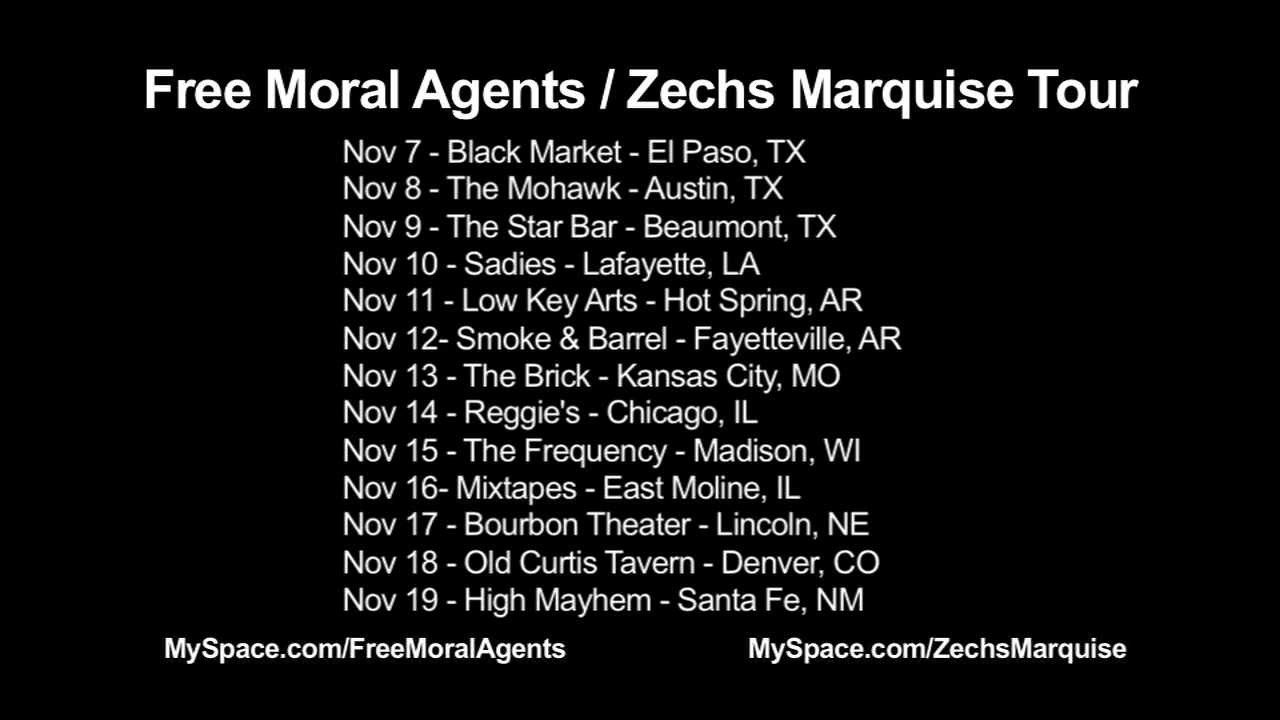 Free Moral Agents / Zechs Marquise Tour
Nov 7 - Black Market - El Paso, TX
Nov 8 - The Mohawk - Austin, TX
Nov 9 - The Star Bar - Beaumont, TX
Nov 10 - Sadies - Lafayette, LA
Nov 11 - Low Key Arts - Hot Spring, AR
Nov 12- Smoke & Barrel - Fayetteville, AR
Nov 13 - The Brick - Kansas City, MO
Nov 14 - Reggie's - Chicago, IL
Nov 15 - The Frequency - Madison, WI
Nov 16- Mixtapes - East Moline, IL
Nov 17 - Bourbon Theater - Lincoln, NE
Nov 18 - Old Curtis Tavern - Denver, CO
Nov 19 - High Mayhem - Santa Fe, NM
MySpace.com/FreeMoralAgents
MySpace.com/ZechsMarquise